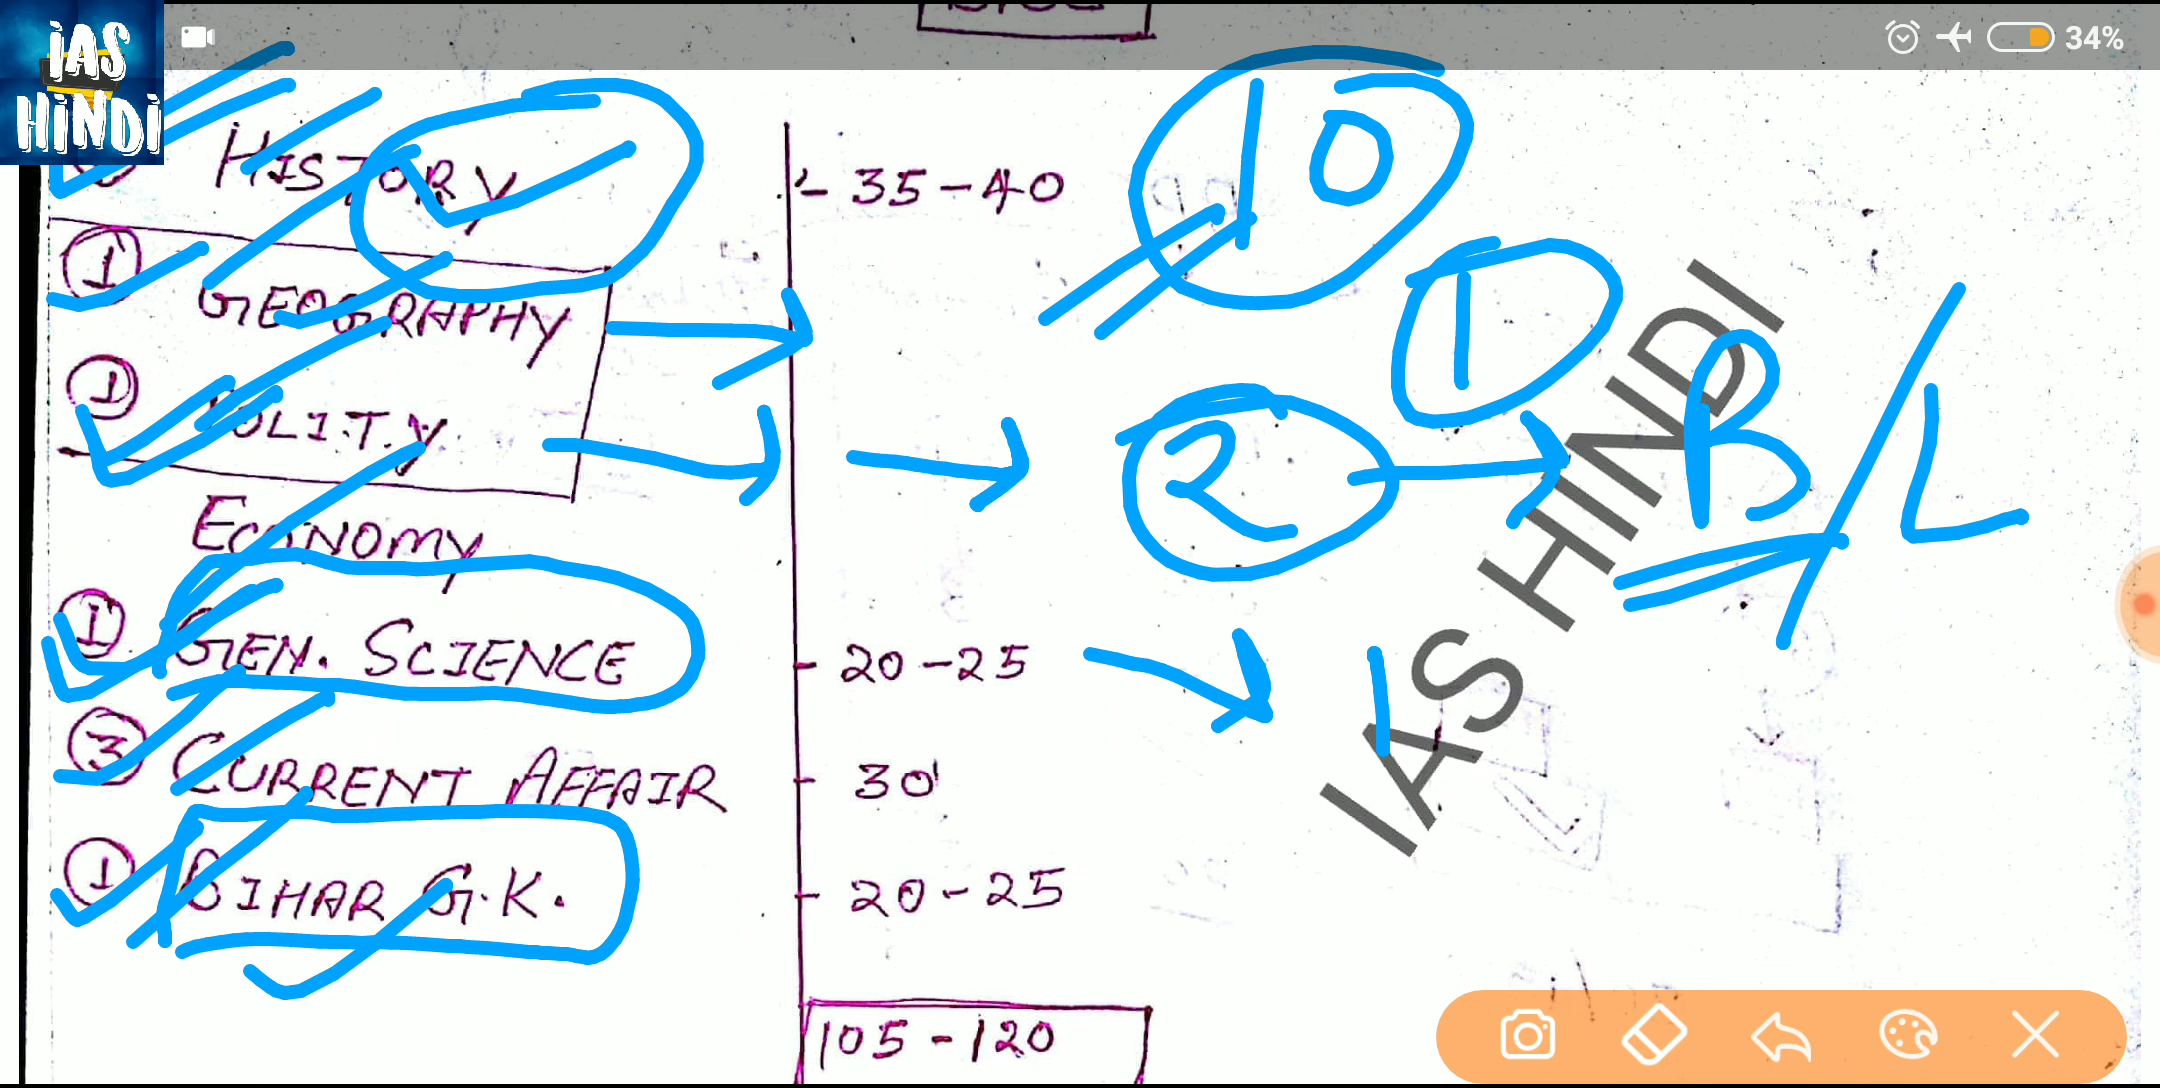 34%
IAS
HINDI
HISTORY - 35-40 10
1 GEOGRAPHY 1
1 POLITY 2 B/L
ECONOMY
1 GEN. SCIENCE - 20-25 1
3 CURRENT AFFAIR - 30
1 BIHAR G.K. - 20-25
105-120
IAS HINDI